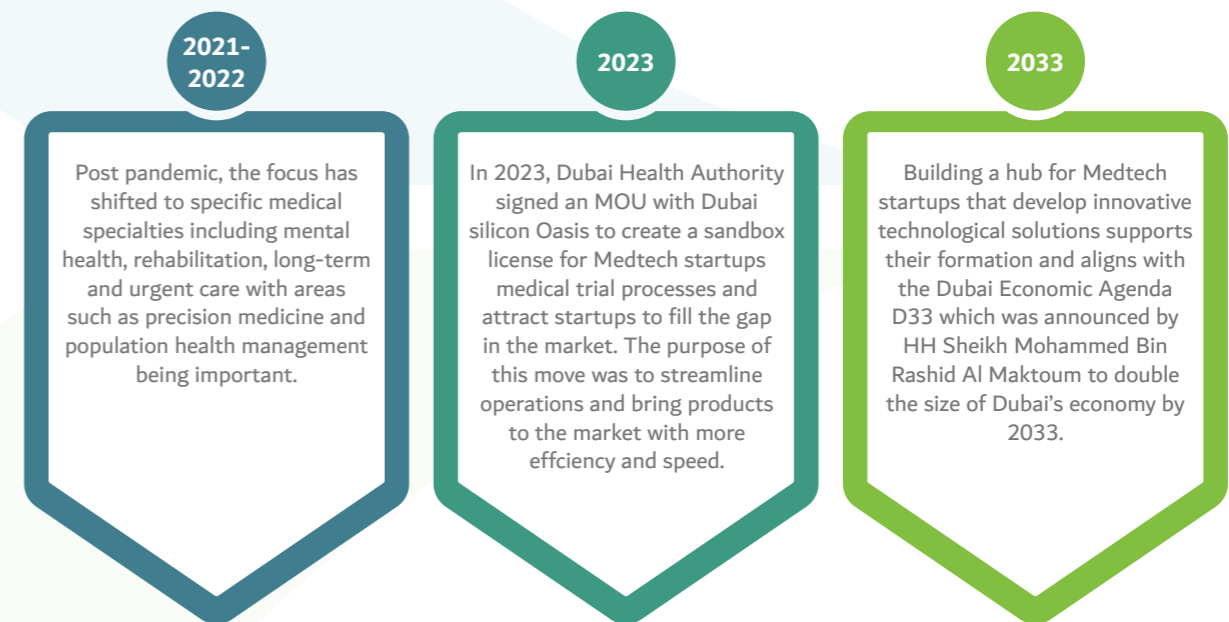 2021-
2022
Post pandemic, the focus has
shifted to specific medical
specialties including mental
health, rehabilitation, long-term
and urgent care with areas
such as precision medicine and
population health management
being important.
2023
In 2023, Dubai Health Authority
signed an MOU with Dubai
silicon Oasis to create a sandbox
license for Medtech startups
medical trial processes and
attract startups to fill the gap
in the market. The purpose of
this move was to streamline
operations and bring products
to the market with more
effciency and speed.
2033
Building a hub for Medtech
startups that develop innovative
technological solutions supports
their formation and aligns with
the Dubai Economic Agenda
D33 which was announced by
HH Sheikh Mohammed Bin
Rashid Al Maktoum to double
the size of Dubai’s economy by
2033.